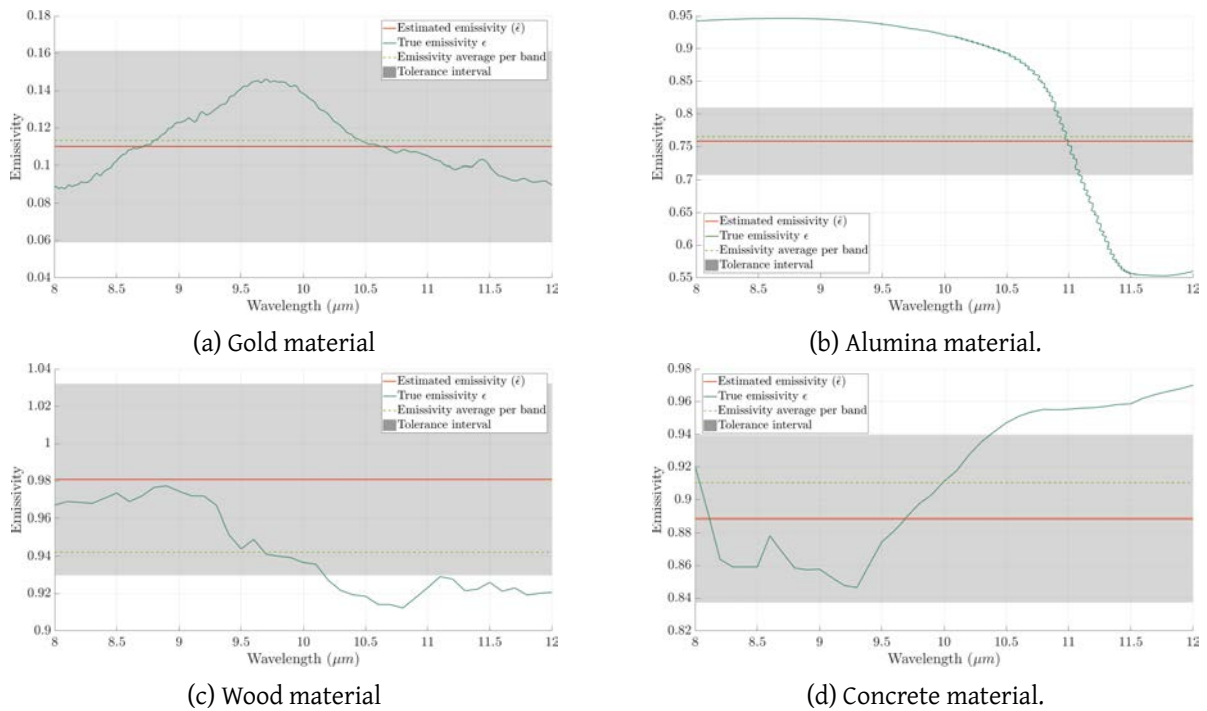 0.18
0.16
0.14
0.12
0.1
0.08
0.06
0.04
Emissivity
Estimated emissivity (ε̂)
True emissivity ϵ
Emissivity average per band
Tolerance interval
8 8.5 9 9.5 10 10.5 11 11.5 12
Wavelength (μm)
(a) Gold material
0.95
0.9
0.85
0.8
0.75
0.7
0.65
0.6
0.55
Emissivity
Estimated emissivity (ε̂)
True emissivity ϵ
Emissivity average per band
Tolerance interval
8 8.5 9 9.5 10 10.5 11 11.5 12
Wavelength (μm)
(b) Alumina material.
1.04
1.02
1
0.98
0.96
0.94
0.92
0.9
Emissivity
Estimated emissivity (ε̂)
True emissivity ϵ
Emissivity average per band
Tolerance interval
8 8.5 9 9.5 10 10.5 11 11.5 12
Wavelength (μm)
(c) Wood material
0.98
0.96
0.94
0.92
0.9
0.88
0.86
0.84
0.82
Emissivity
Estimated emissivity (ε̂)
True emissivity ϵ
Emissivity average per band
Tolerance interval
8 8.5 9 9.5 10 10.5 11 11.5 12
Wavelength (μm)
(d) Concrete material.